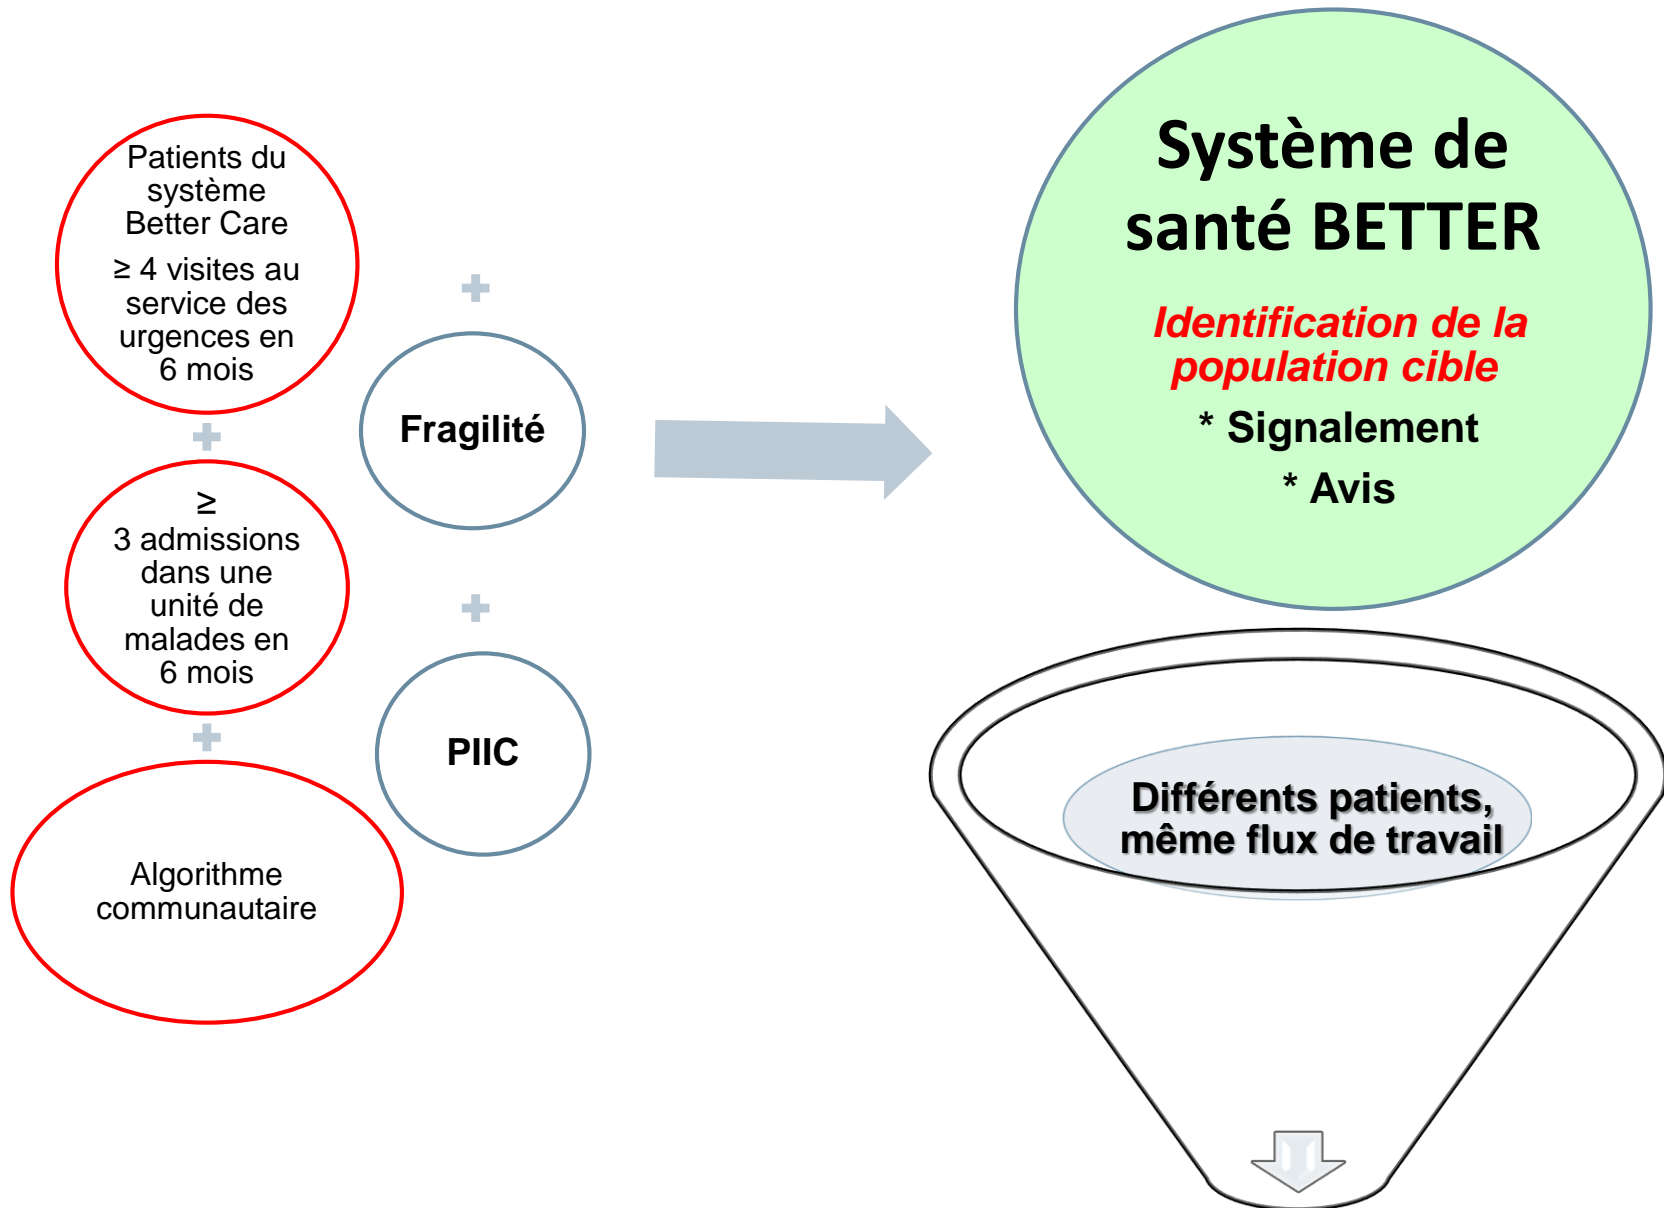 Patients du
système
Better Care
≥ 4 visites au
service des
urgences en
6 mois
≥
3 admissions
dans une
unité de
malades en
6 mois
Algorithme
communautaire
Fragilité
PIIC
Système de
santé BETTER
Identification de la
population cible
* Signalement
* Avis
Différents patients,
même flux de travail